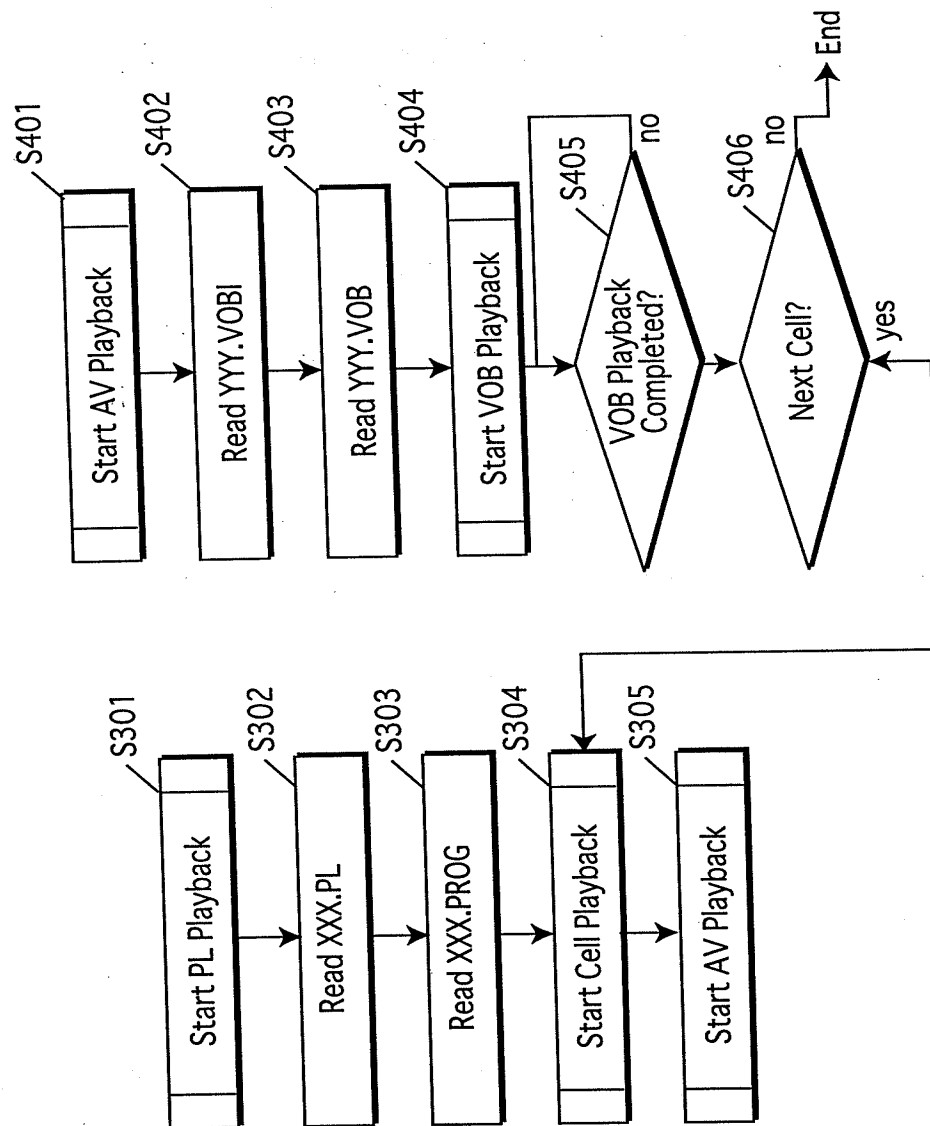 S301
Start PL Playback
S302
Read XXX.PL
S303
Read XXX.PROG
S304
Start Cell Playback
S305
Start AV Playback
S401
Start AV Playback
S402
Read YYY.VOBI
S403
Read YYY.VOB
S404
Start VOB Playback
S405
VOB Playback
Completed?
no
S406
Next Cell?
no
End
yes